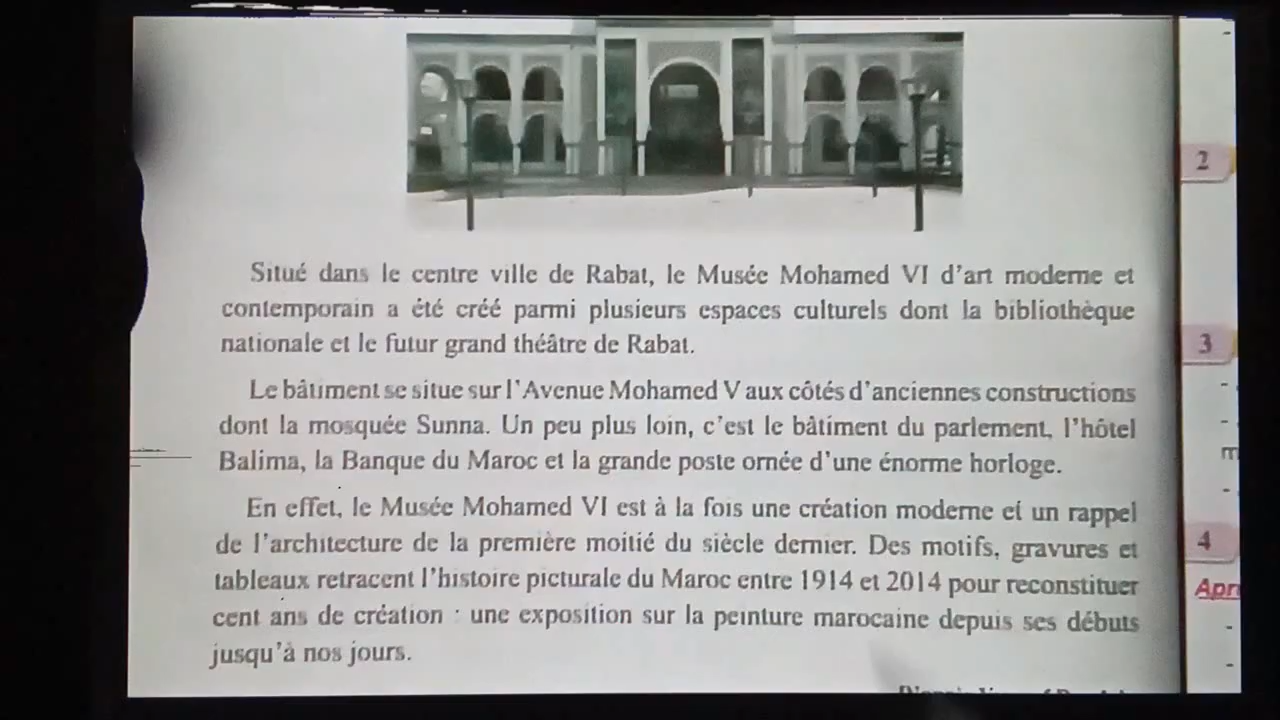 Situé dans le centre ville de Rabat, le Musée Mohamed VI d'art moderne et
contemporain a été créé parmi plusieurs espaces culturels dont la bibliothèque
nationale et le futur grand théâtre de Rabat.
Le bâtiment se situe sur l'Avenue Mohamed V aux côtés d'anciennes constructions
dont la mosquée Sunna. Un peu plus loin, c'est le bâtiment du parlement, l'hôtel
Balima, la Banque du Maroc et la grande poste ornée d'une énorme horloge.
En effet, le Musée Mohamed VI est à la fois une création moderne et un rappel
de l'architecture de la première moitié du siècle dernier. Des motifs, gravures et
tableaux retracent l'histoire picturale du Maroc entre 1914 et 2014 pour reconstituer
cent ans de création : une exposition sur la peinture marocaine depuis ses débuts
jusqu'à nos jours.
2
3
4